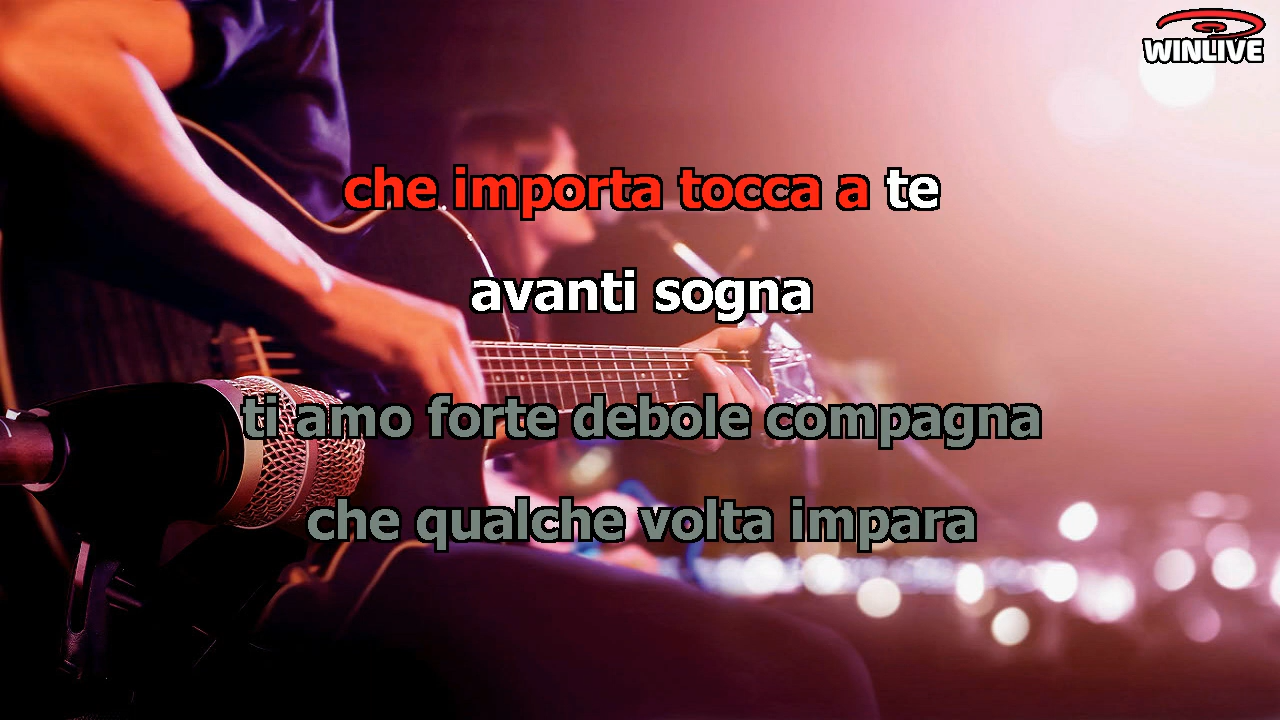 WINLIVE
che importa tocca a te
avanti sogna
ti amo forte debole compagna
che qualche volta impara